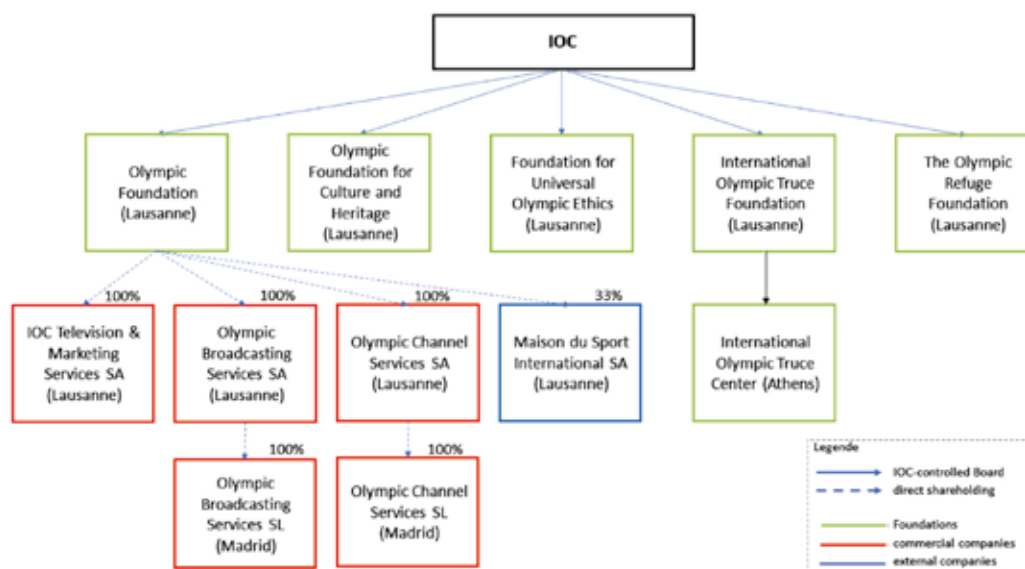 IOC
Olympic
Foundation
(Lausanne)
Olympic
Foundation for
Culture and
Heritage
(Lausanne)
Foundation for
Universal
Olympic Ethics
(Lausanne)
International
Olympic Truce
Foundation
(Lausanne)
The Olympic
Refuge
Foundation
(Lausanne)
100%
IOC Television &
Marketing
Services SA
(Lausanne)
100%
Olympic
Broadcasting
Services SA
(Lausanne)
100%
Olympic Channel
Services SA
(Lausanne)
33%
Maison du Sport
International SA
(Lausanne)
International
Olympic Truce
Center (Athens)
100%
Olympic
Broadcasting
Services SL
(Madrid)
100%
Olympic Channel
Services SL
(Madrid)
Legende
IOC-controlled Board
direct shareholding
Foundations
commercial companies
external companies